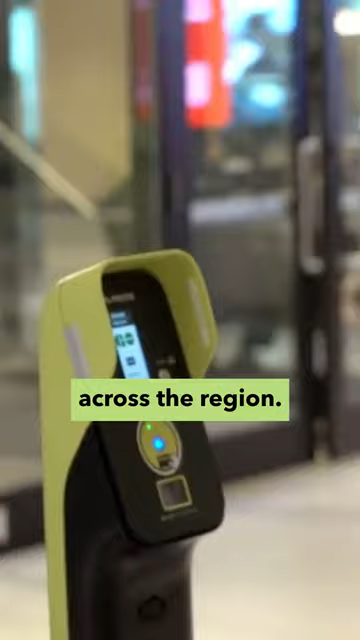 across the region.